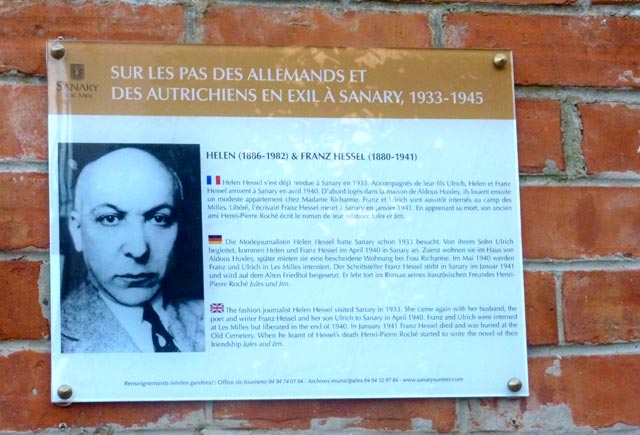 SANARY
SUR MER
SUR LES PAS DES ALLEMANDS ET
DES AUTRICHIENS EN EXIL À SANARY, 1933-1945
HELEN (1886-1982) & FRANZ HESSEL (1880-1941)
Helen Hessel s'est déjà rendue à Sanary en 1933. Accompagnés de leur fils Ulrich, Helen et Franz
Hessel arrivent à Sanary en avril 1940. D'abord logés dans la maison de Aldous Huxley, ils louent ensuite
un modeste appartement chez Madame Richarme. Franz et Ulrich sont aussitôt internés au camp des
Milles. Libéré, l'écrivain Franz Hessel meurt à Sanary en janvier 1941. En apprenant sa mort, son ancien
ami Henri-Pierre Roché écrit le roman de leur relation: Jules et Jim.
Die Modejournalistin Helen Hessel hatte Sanary schon 1933 besucht. Von ihrem Sohn Ulrich
begleitet, kommen Helen und Franz Hessel im April 1940 in Sanary an. Zuerst wohnen sie im Haus von
Aldous Huxley, später mieten sie eine bescheidene Wohnung bei Frau Richarme. Im Mai 1940 werden
Franz und Ulrich in Les Milles interniert. Der Schriftsteller Franz Hessel stirbt in Sanary im Januar 1941
und wird auf dem Alten Friedhof beigesetzt. Er lebt fort im Roman seines französischen Freundes Henri-
Pierre Roché Jules und Jim.
The fashion journalist Helen Hessel visited Sanary in 1933. She came again with her husband, the
poet and writer Franz Hessel and her son Ulrich to Sanary in April 1940. Franz and Ulrich were interned
at Les Milles but liberated in the end of 1940. In January 1941 Franz Hessel died and was buried at the
Old Cemetery. When he learnt of Hessel's death Henri-Pierre Roché started to write the novel of their
friendship Jules and Jim.
Renseignements (visites guidées) : Office de tourisme 04 94 74 01 04 - Archives municipales 04 94 32 97 86 - www.sanarysurmer.com